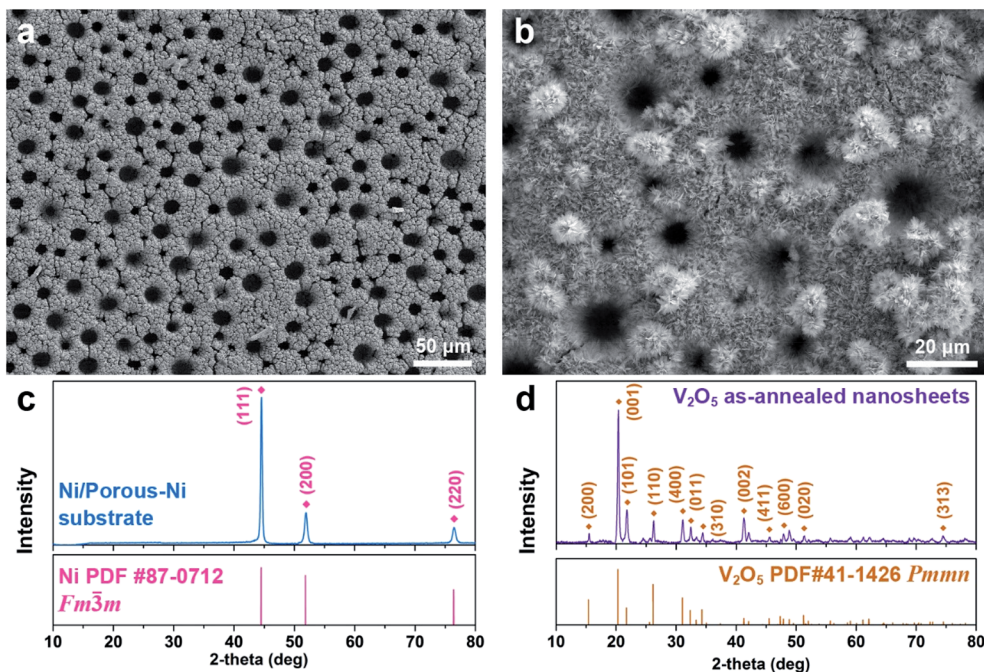 a
50 µm
b
20 µm
c
Intensity
(111)
(200)
(220)
Ni/Porous-Ni
substrate
Ni PDF #87-0712
Fm3̅m
10 20 30 40 50 60 70 80
2-theta (deg)
d
Intensity
V₂O₅ as-annealed nanosheets
(200)
(001)
(101)
(110)
(400)
(011)
(310)
(002)
(411)
(600)
(020)
(313)
V₂O₅ PDF#41-1426 Pmmn
10 20 30 40 50 60 70 80
2-theta (deg)